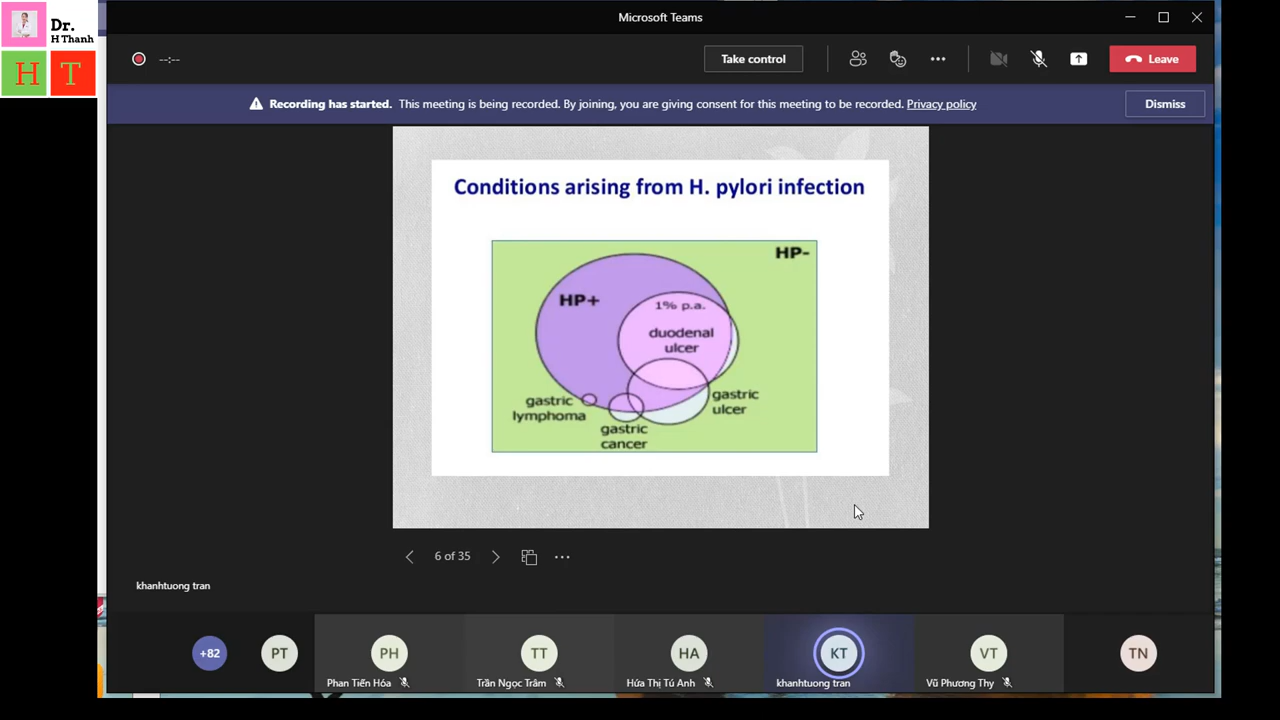 Dr.
H Thanh
H T
Microsoft Teams
--:--
Take control
Leave
Recording has started. This meeting is being recorded. By joining, you are giving consent for this meeting to be recorded. Privacy policy
Dismiss
Conditions arising from H. pylori infection
HP-
HP+
1% p.a.
duodenal
ulcer
gastric
lymphoma
gastric
cancer
gastric
ulcer
6 of 35
khanhtuong tran
+82
PT
PH
Phan Tiến Hóa
TT
Trần Ngọc Trâm
HA
Hứa Thị Tú Anh
KT
khanhtuong tran
VT
Vũ Phương Thy
TN